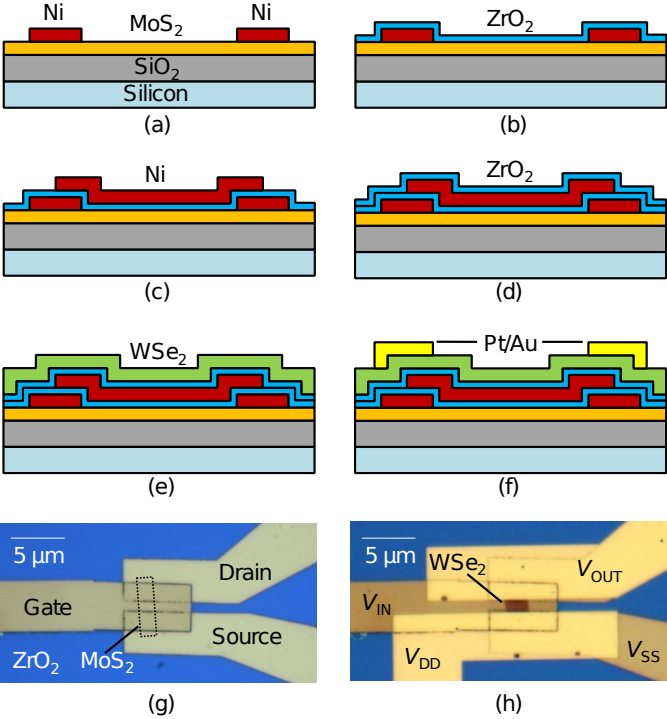 Ni
Ni
MoS2
SiO2
Silicon
(a)
ZrO2
(b)
Ni
(c)
ZrO2
(d)
WSe2
(e)
Pt/Au
(f)
5 μm
Drain
Gate
Source
ZrO2
MoS2
(g)
5 μm
WSe2
VOUT
VIN
VDD
VSS
(h)